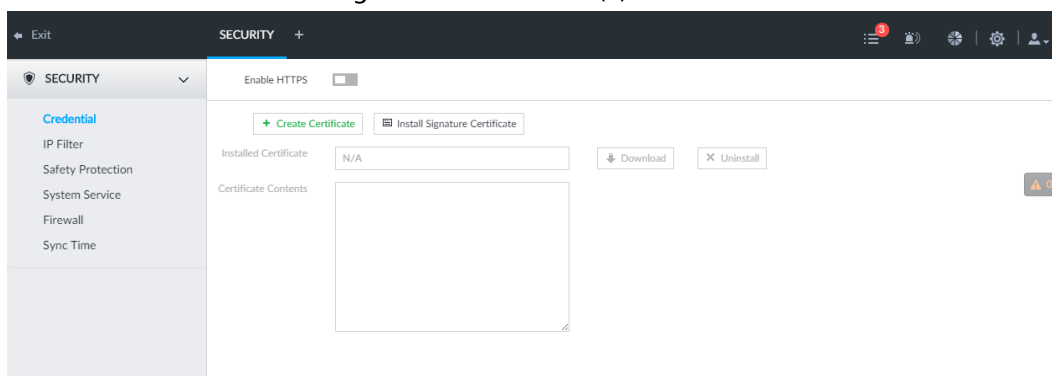 Exit
SECURITY +
3
SECURITY
Enable HTTPS
Credential
IP Filter
Safety Protection
System Service
Firewall
Sync Time
+ Create Certificate
Install Signature Certificate
Installed Certificate
N/A
Download
X Uninstall
Certificate Contents